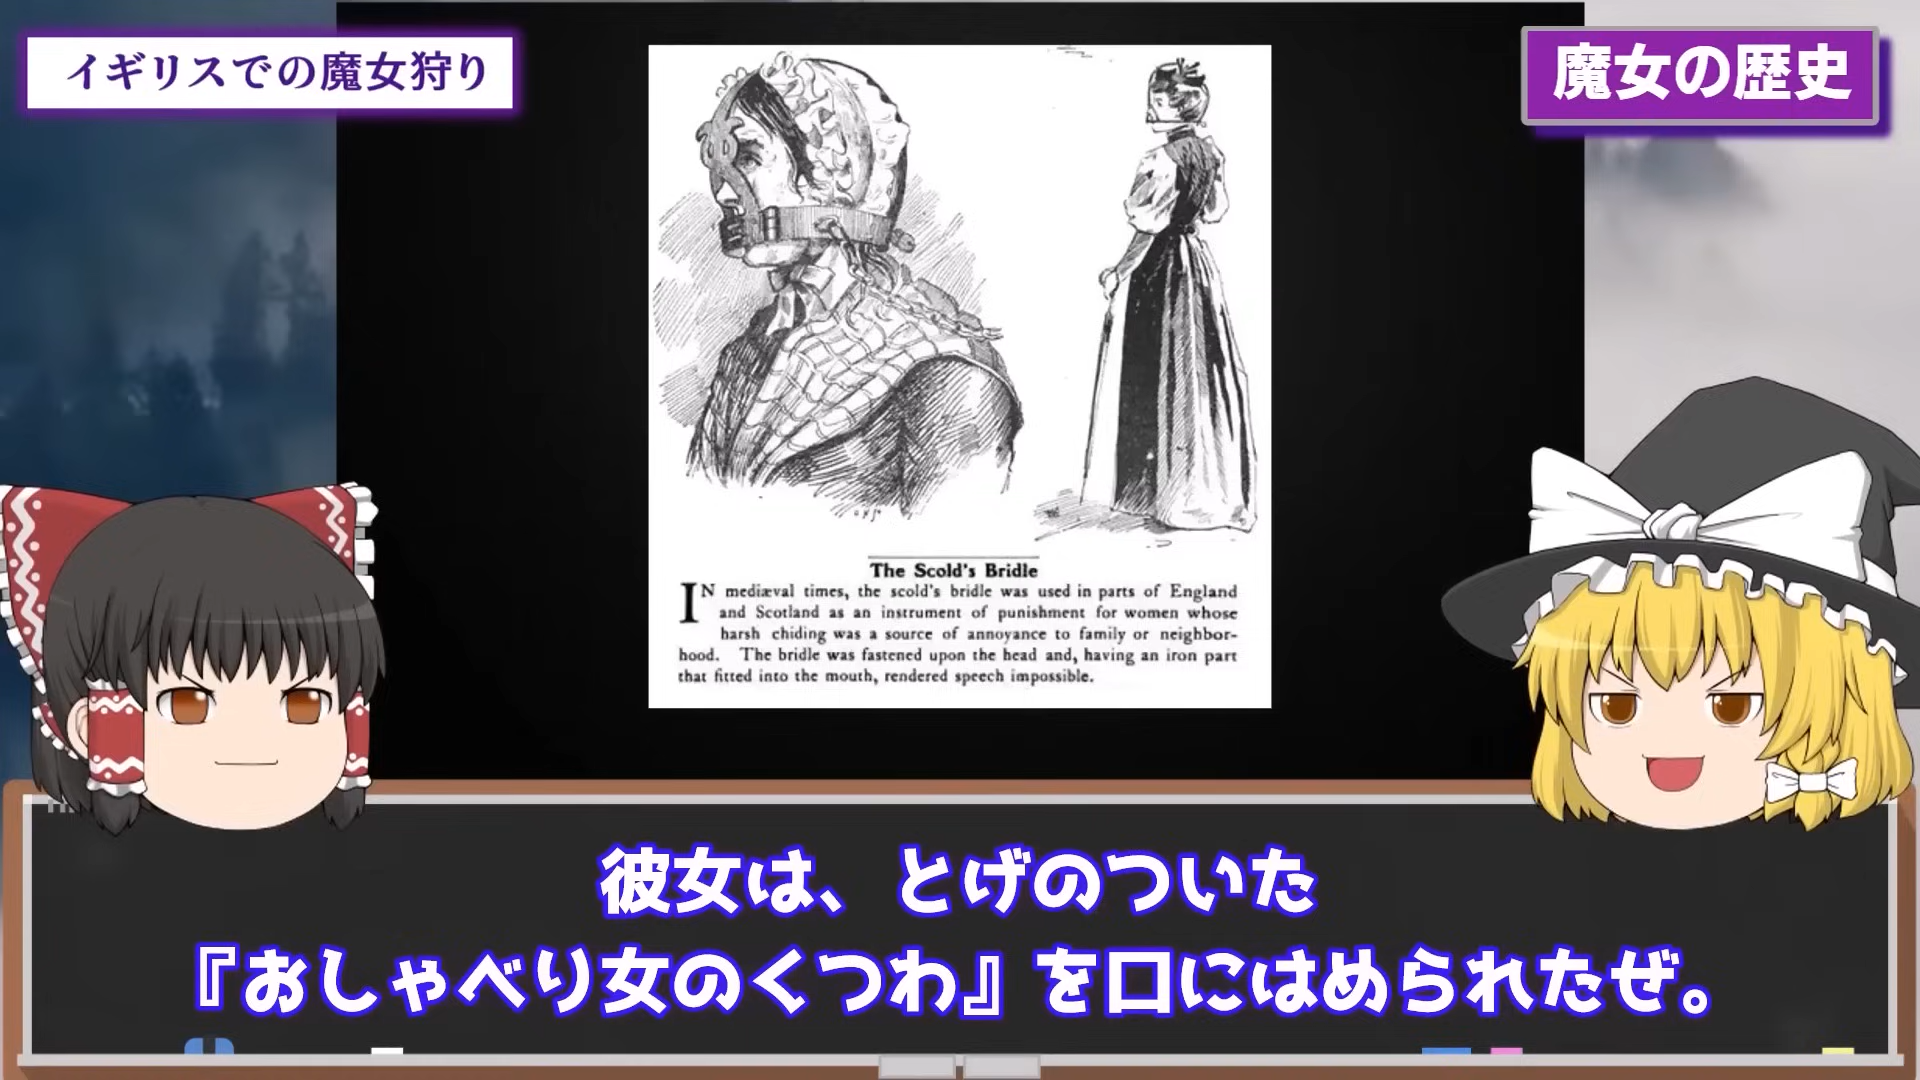 イギリスでの魔女狩り
魔女の歴史
The Scold's Bridle
IN mediæval times, the scold's bridle was used in parts of England
and Scotland as an instrument of punishment for women whose
harsh chiding was a source of annoyance to family or neighbor-
hood. The bridle was fastened upon the head and, having an iron part
that fitted into the mouth, rendered speech impossible.
彼女は、とげのついた
『おしゃべり女のくつわ』を口にはめられたぜ。